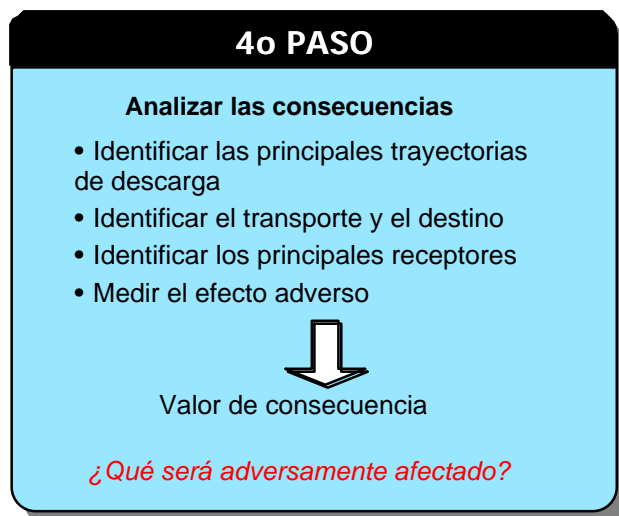 4o PASO
Analizar las consecuencias
• Identificar las principales trayectorias
de descarga
• Identificar el transporte y el destino
• Identificar los principales receptores
• Medir el efecto adverso
Valor de consecuencia
¿Qué será adversamente afectado?